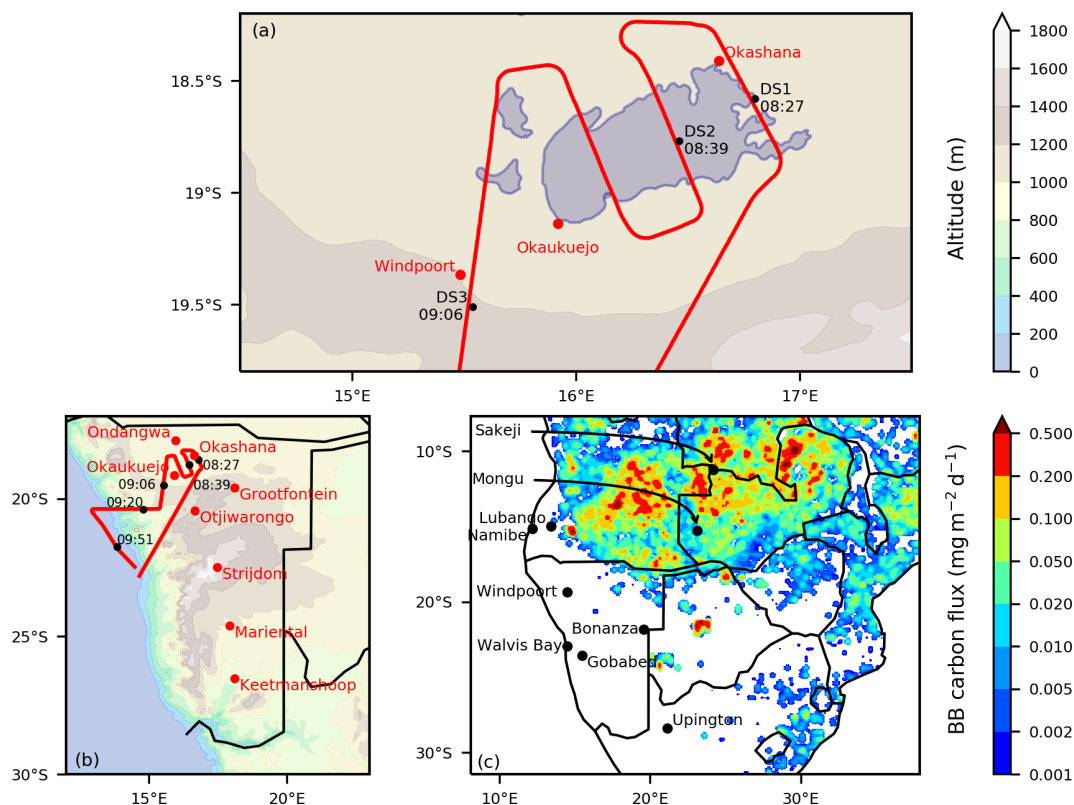 (a)
Okashana
DS1
08:27
DS2
08:39
Okaukuejo
Windpoort
DS3
09:06
18.5°S
19°S
19.5°S
15°E
16°E
17°E
1800
1600
1400
1200
1000
800
600
400
200
0
Altitude (m)
Ondangwa
Okashana
Okaukuejo
08:27
09:06
08:39
Grootfontein
09:20
Otjiwarongo
09:51
Strijdom
Mariental
Keetmanshoop
(b)
20°S
25°S
30°S
15°E
20°E
Sakeji
Mongu
Lubango
Namibe
Windpoort
Bonanza
Walvis Bay
Gobabeb
Upington
(c)
10°S
20°S
30°S
10°E
20°E
30°E
0.500
0.200
0.100
0.050
0.020
0.010
0.005
0.002
0.001
BB carbon flux (mg m⁻² d⁻¹)